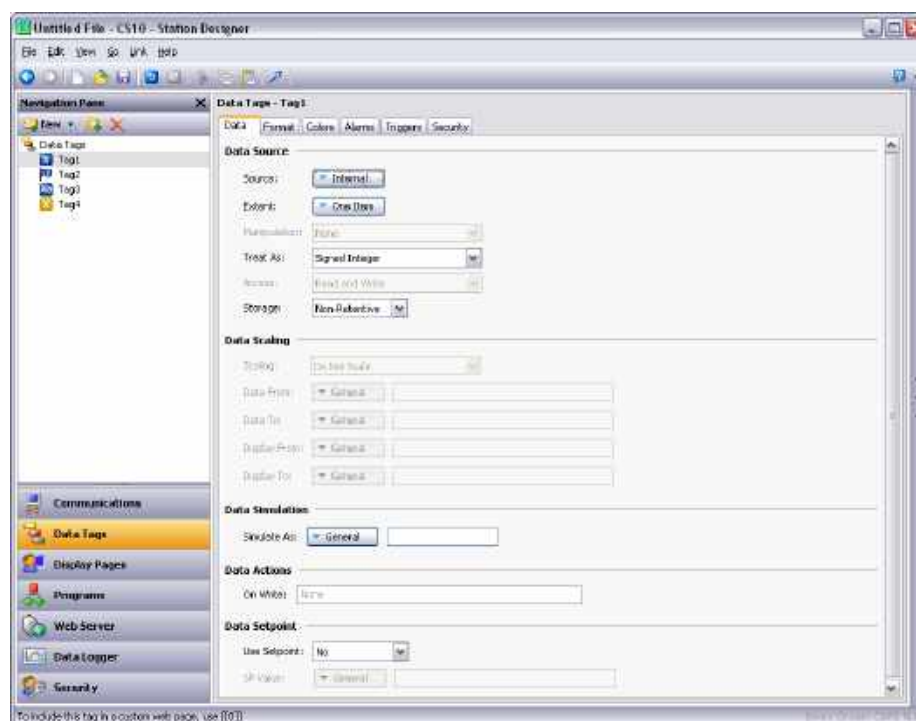 Untitled File - CS10 - Station Designer
File Edit View Go Link Help
Navigation Pane
New
Data Tags
Tag1
Tag2
Tag3
Tag4
Communications
Data Tags
Display Pages
Programs
Web Server
Data Logger
Security
Data Tags - Tag1
Data Format Colors Alarms Triggers Security
Data Source
Source: Internal
Extent: One Item
Manipulation: None
Treat As: Signed Integer
Access: Read and Write
Storage: Non-Retentive
Data Scaling
Scaling: Do Not Scale
Data From: General
Data To: General
Display From: General
Display To: General
Data Simulation
Simulate As: General
Data Actions
On Write: None
Data Setpoint
Use Setpoint: No
SP Value: General
To include this tag in a custom web page, use [[0]]